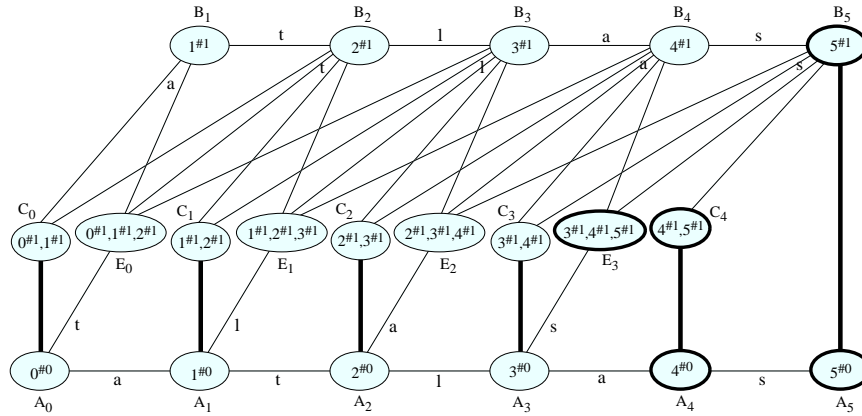 B1 B2 B3 B4 B5
1#1 t 2#1 l 3#1 a 4#1 s 5#1
a t l a s
C0 C1 C2 C3 C4
0#1,1#1 0#1,1#1,2#1 1#1,2#1 1#1,2#1,3#1 2#1,3#1 2#1,3#1,4#1 3#1,4#1 3#1,4#1,5#1 4#1,5#1
E0 E1 E2 E3
t l a s
0#0 a 1#0 t 2#0 l 3#0 a 4#0 s 5#0
A0 A1 A2 A3 A4 A5